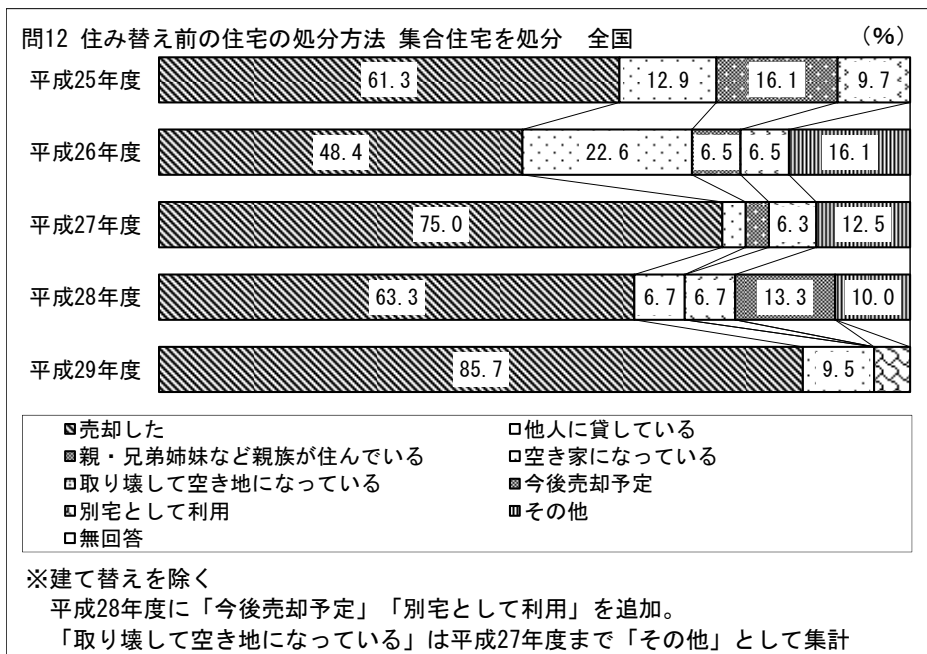 問12 住み替え前の住宅の処分方法 集合住宅を処分 全国 (%)
平成25年度 61.3 12.9 16.1 9.7
平成26年度 48.4 22.6 6.5 6.5 16.1
平成27年度 75.0 6.3 12.5
平成28年度 63.3 6.7 6.7 13.3 10.0
平成29年度 85.7 9.5
売却した 他人に貸している
親・兄弟姉妹など親族が住んでいる 空き家になっている
取り壊して空き地になっている 今後売却予定
別宅として利用 その他
無回答
※建て替えを除く
平成28年度に「今後売却予定」「別宅として利用」を追加。
「取り壊して空き地になっている」は平成27年度まで「その他」として集計